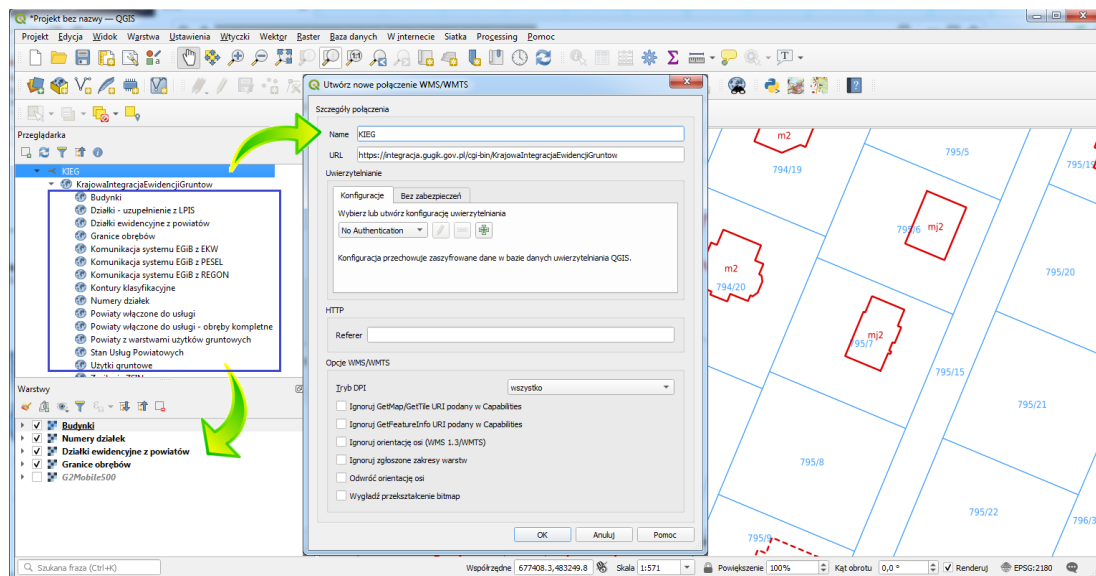 *Projekt bez nazwy — QGIS
Projekt Edycja Widok Warstwa Ustawienia Wtyczki Wektor Raster Baza danych W internecie Siatka Processing Pomoc
Utwórz nowe połączenie WMS/WMTS
Szczegóły połączenia
Name KIEG
URL https://integracja.gugik.gov.pl/cgi-bin/KrajowaIntegracjaEwidencjiGruntow
Uwierzytelnianie
Konfiguracje Bez zabezpieczeń
Wybierz lub utwórz konfigurację uwierzytelniania
No Authentication
Konfiguracja przechowuje zaszyfrowane dane w bazie danych uwierzytelniania QGIS.
HTTP
Referer
Opcje WMS/WMTS
Tryb DPI wszystko
Ignoruj GetMap/GetTile URI podany w Capabilities
Ignoruj GetFeatureInfo URI podany w Capabilities
Ignoruj orientację osi (WMS 1.3/WMTS)
Ignoruj zgłoszone zakresy warstw
Odwróć orientację osi
Wygładź przekształcenie bitmap
OK Anuluj Pomoc
Przeglądarka
KIEG
KrajowaIntegracjaEwidencjiGruntow
Budynki
Działki - uzupełnienie z LPIS
Działki ewidencyjne z powiatów
Granice obrębów
Komunikacja systemu EGiB z EKW
Komunikacja systemu EGiB z PESEL
Komunikacja systemu EGiB z REGON
Kontury klasyfikacyjne
Numery działek
Powiaty włączone do usługi
Powiaty włączone do usługi - obręby kompletne
Powiaty z warstwami użytków gruntowych
Stan Usług Powiatowych
Użytki gruntowe
Warstwy
Budynki
Numery działek
Działki ewidencyjne z powiatów
Granice obrębów
G2Mobile500
m2
794/19
795/5
795/19
795/6
mj2
m2
794/20
795/20
mj2
795/7
795/15
795/21
795/8
795/22
796/3
795/9
Szukana fraza (Ctrl+K)
Współrzędne 677408.3,483249.8 Skala 1:571 Powiększenie 100% Kąt obrotu 0,0 ° Renderuj EPSG:2180